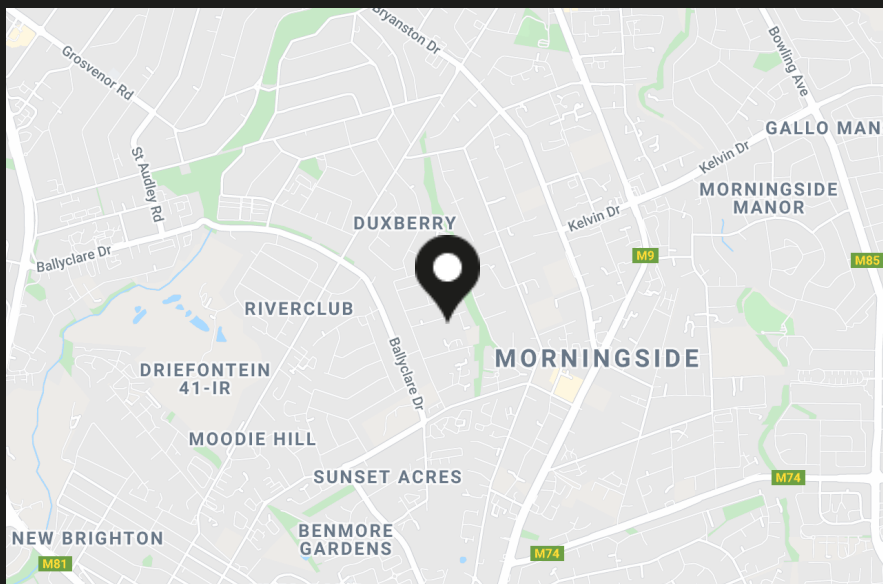 Bryanston Dr
Grosvenor Rd
Bowling Ave
GALLO MAN
St Audley Rd
Kelvin Dr
MORNINGSIDE
MANOR
DUXBERRY
Kelvin Dr
Ballyclare Dr
M9
M85
RIVERCLUB
MORNINGSIDE
Ballyclare Dr
DRIEFONTEIN
41-IR
MOODIE HILL
SUNSET ACRES
M74
NEW BRIGHTON
BENMORE
GARDENS
M74
M81